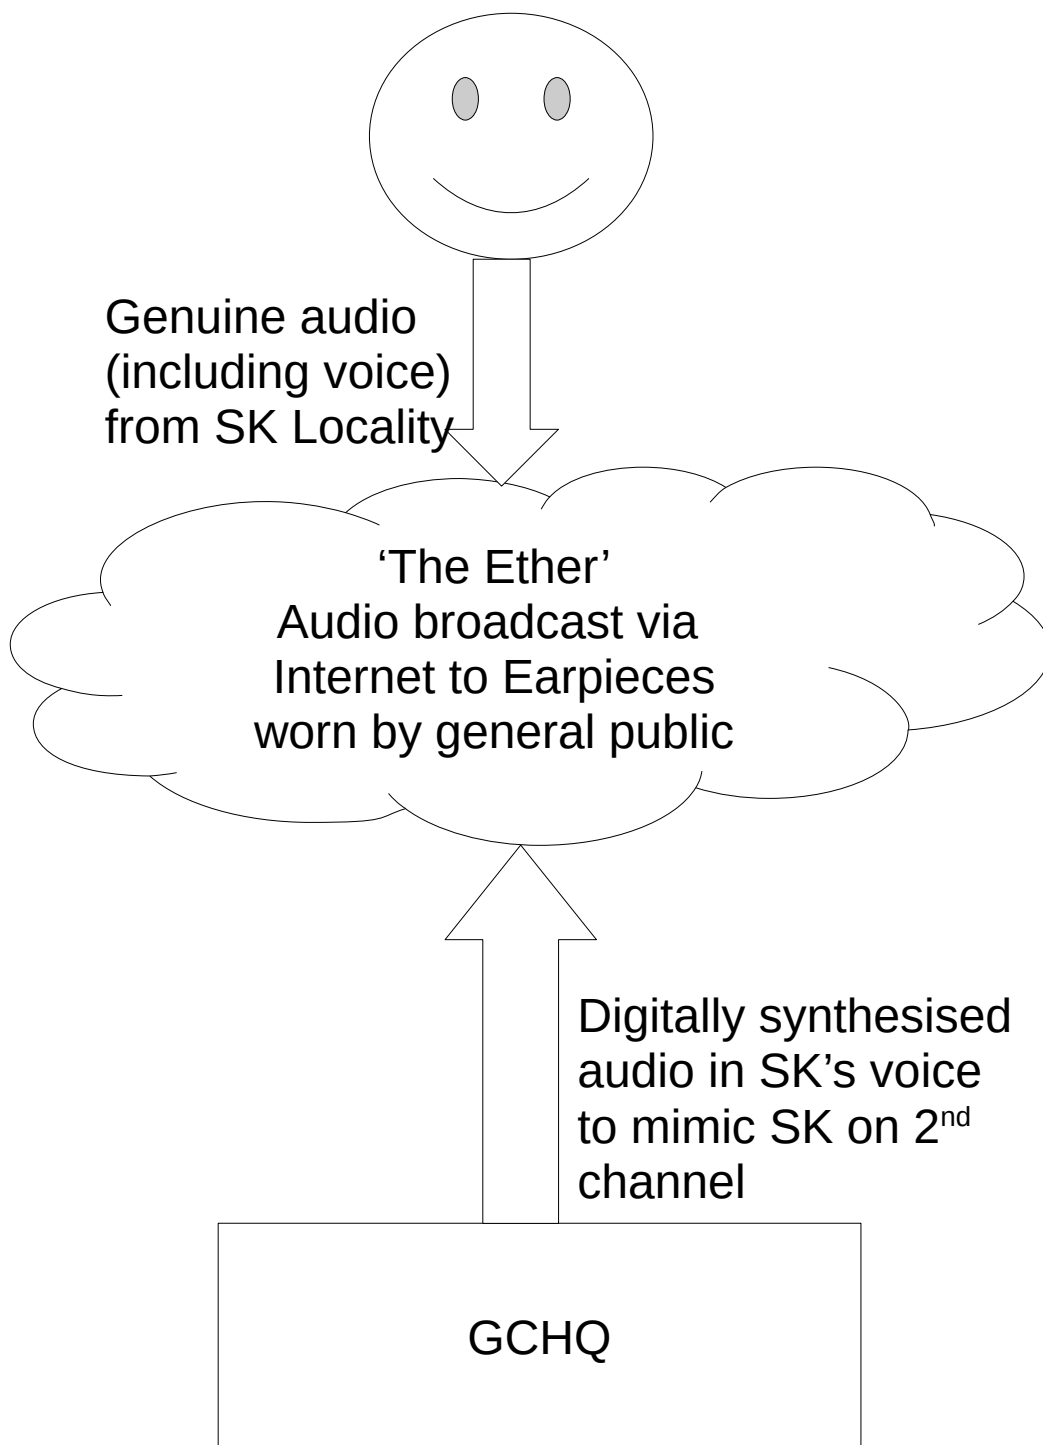 Genuine audio
(including voice)
from SK Locality
‘The Ether’
Audio broadcast via
Internet to Earpieces
worn by general public
Digitally synthesised
audio in SK’s voice
to mimic SK on 2nd
channel
GCHQ